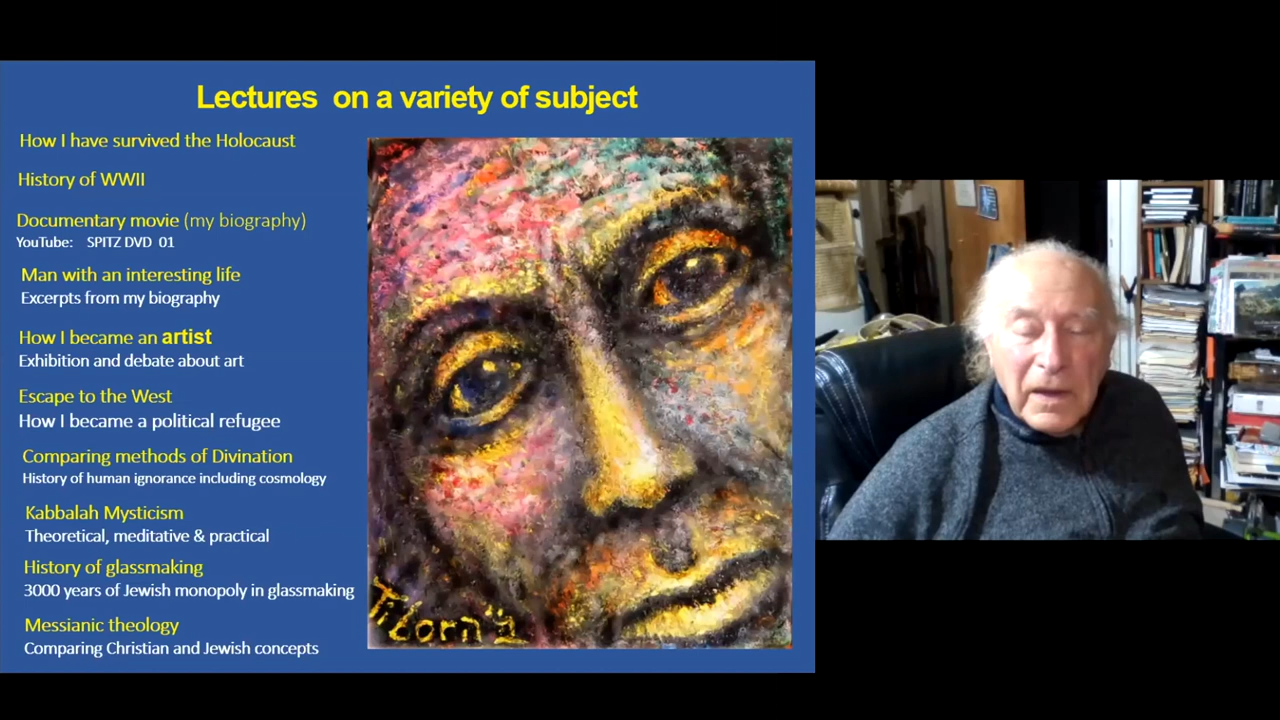 Lectures on a variety of subject
How I have survived the Holocaust
History of WWII
Documentary movie (my biography)
YouTube: SPITZ DVD 01
Man with an interesting life
Excerpts from my biography
How I became an artist
Exhibition and debate about art
Escape to the West
How I became a political refugee
Comparing methods of Divination
History of human ignorance including cosmology
Kabbalah Mysticism
Theoretical, meditative & practical
History of glassmaking
3000 years of Jewish monopoly in glassmaking
Messianic theology
Comparing Christian and Jewish concepts